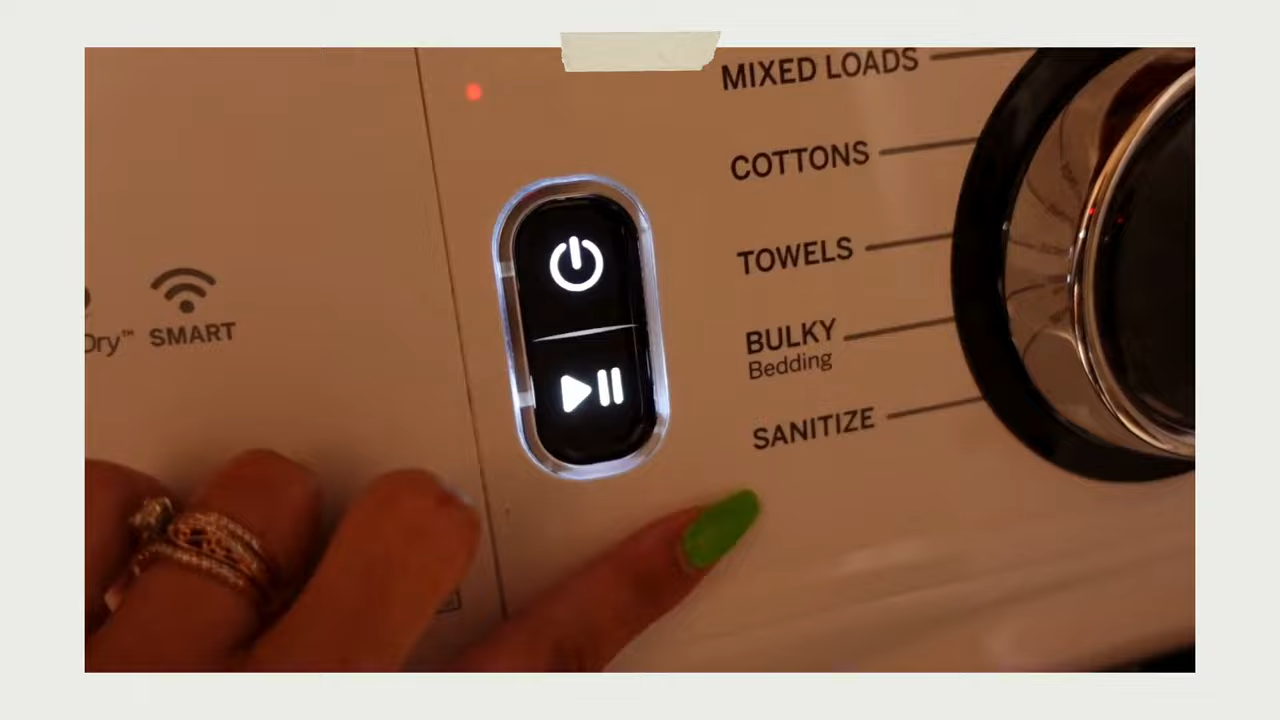 MIXED LOADS
COTTONS
TOWELS
BULKY
Bedding
SANITIZE
Dry™
SMART